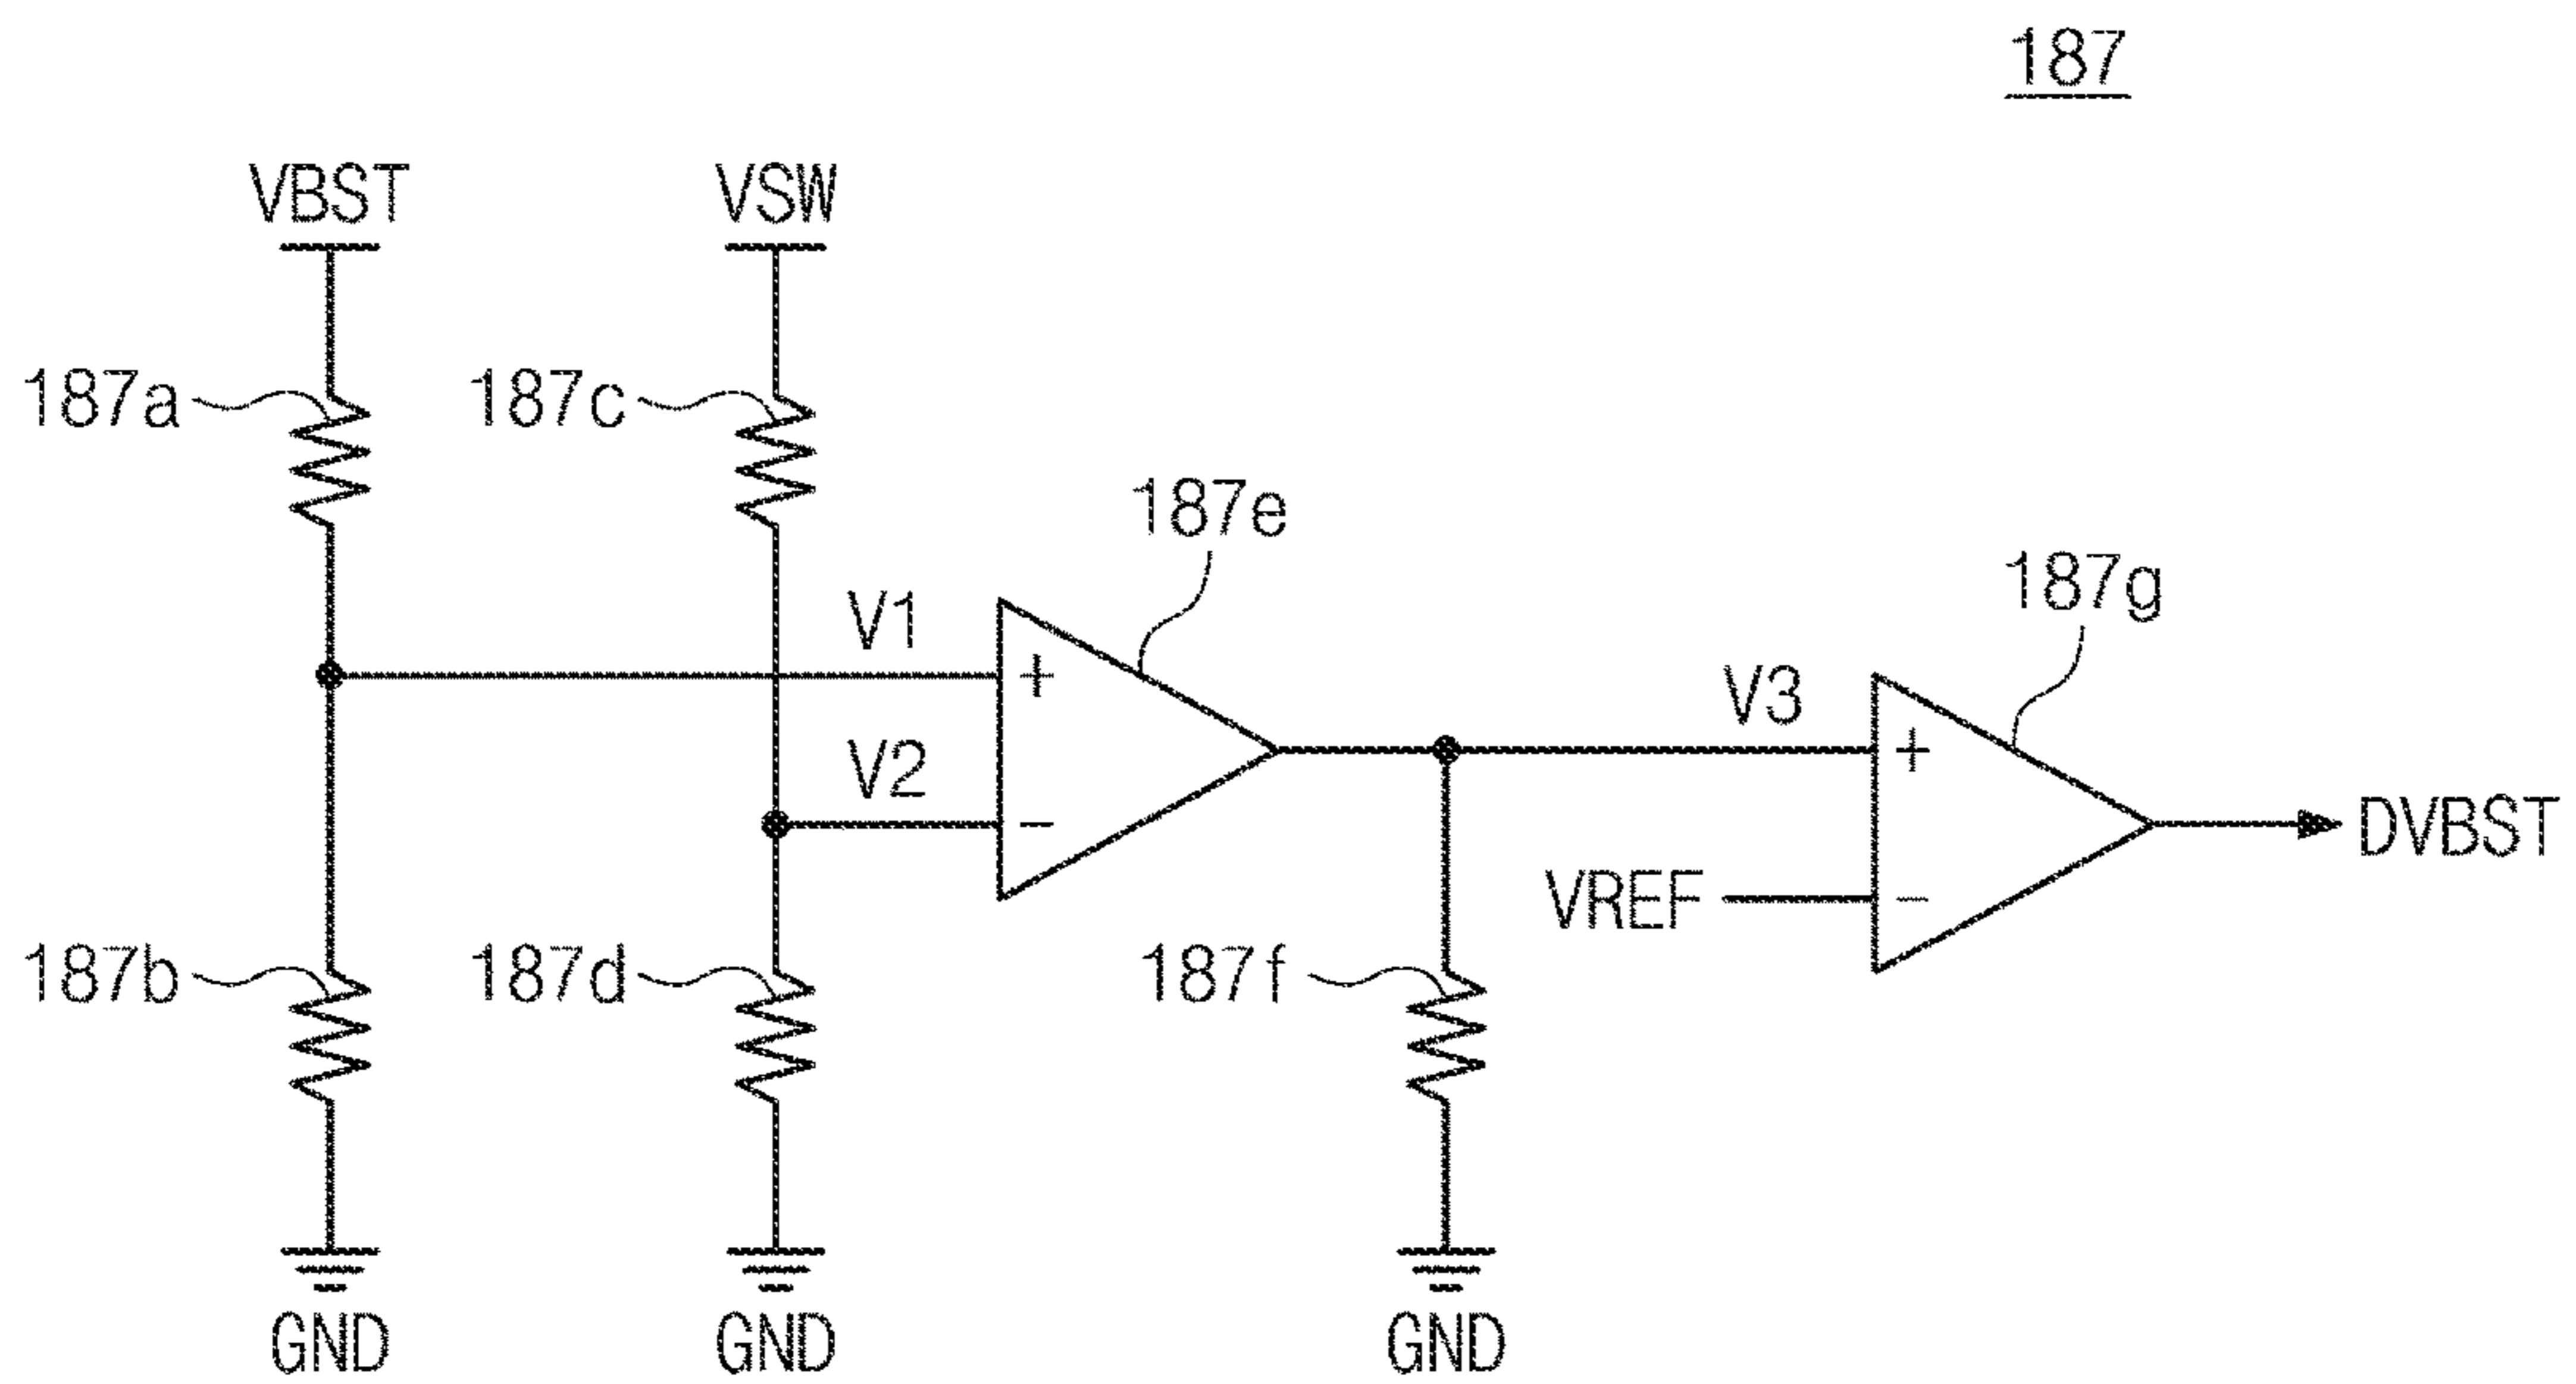 187
VBST
VSW
187a
187c
187e
187g
V1
V3
V2
+
−
+
−
DVBST
VREF
187b
187d
187f
GND
GND
GND